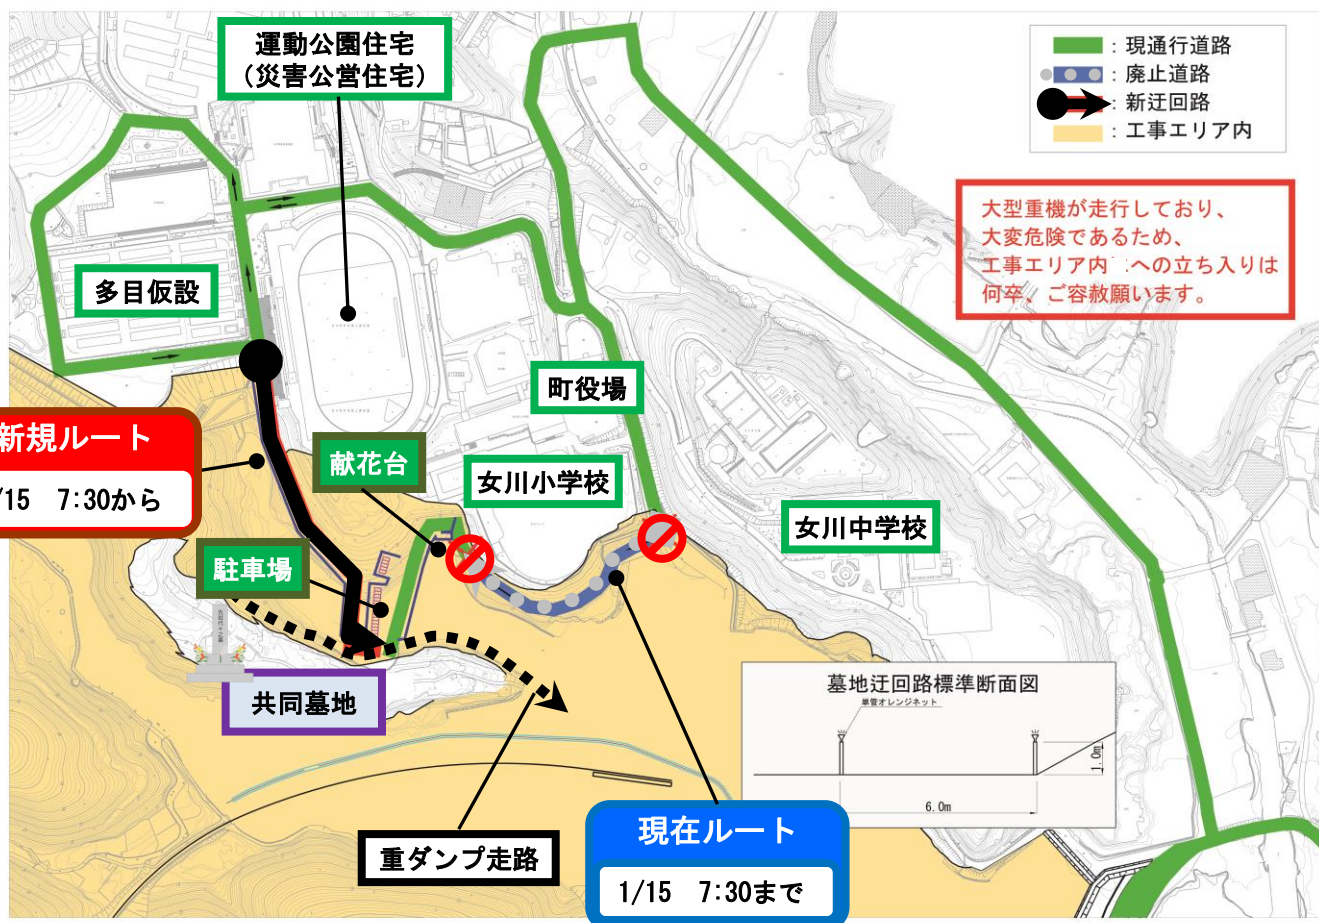 運動公園住宅
（災害公営住宅）
：現通行道路
：廃止道路
：新迂回路
：工事エリア内
大型重機が走行しており、
大変危険であるため、
工事エリア内 への立ち入りは
何卒、ご容赦願います。
多目仮設
町役場
新規ルート
/15 7:30から
献花台
女川小学校
女川中学校
駐車場
共同墓地
墓地迂回路標準断面図
単管オレンジネット
1.0m
6.0m
重ダンプ走路
現在ルート
1/15 7:30まで